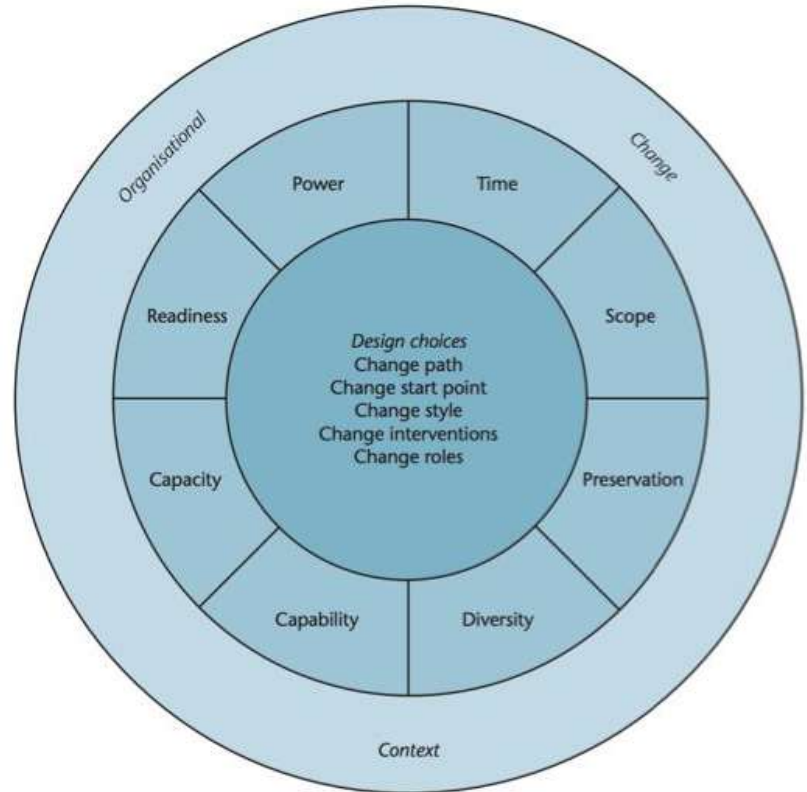 Organisational
Change
Power
Time
Readiness
Scope
Design choices
Change path
Change start point
Change style
Change interventions
Change roles
Capacity
Preservation
Capability
Diversity
Context